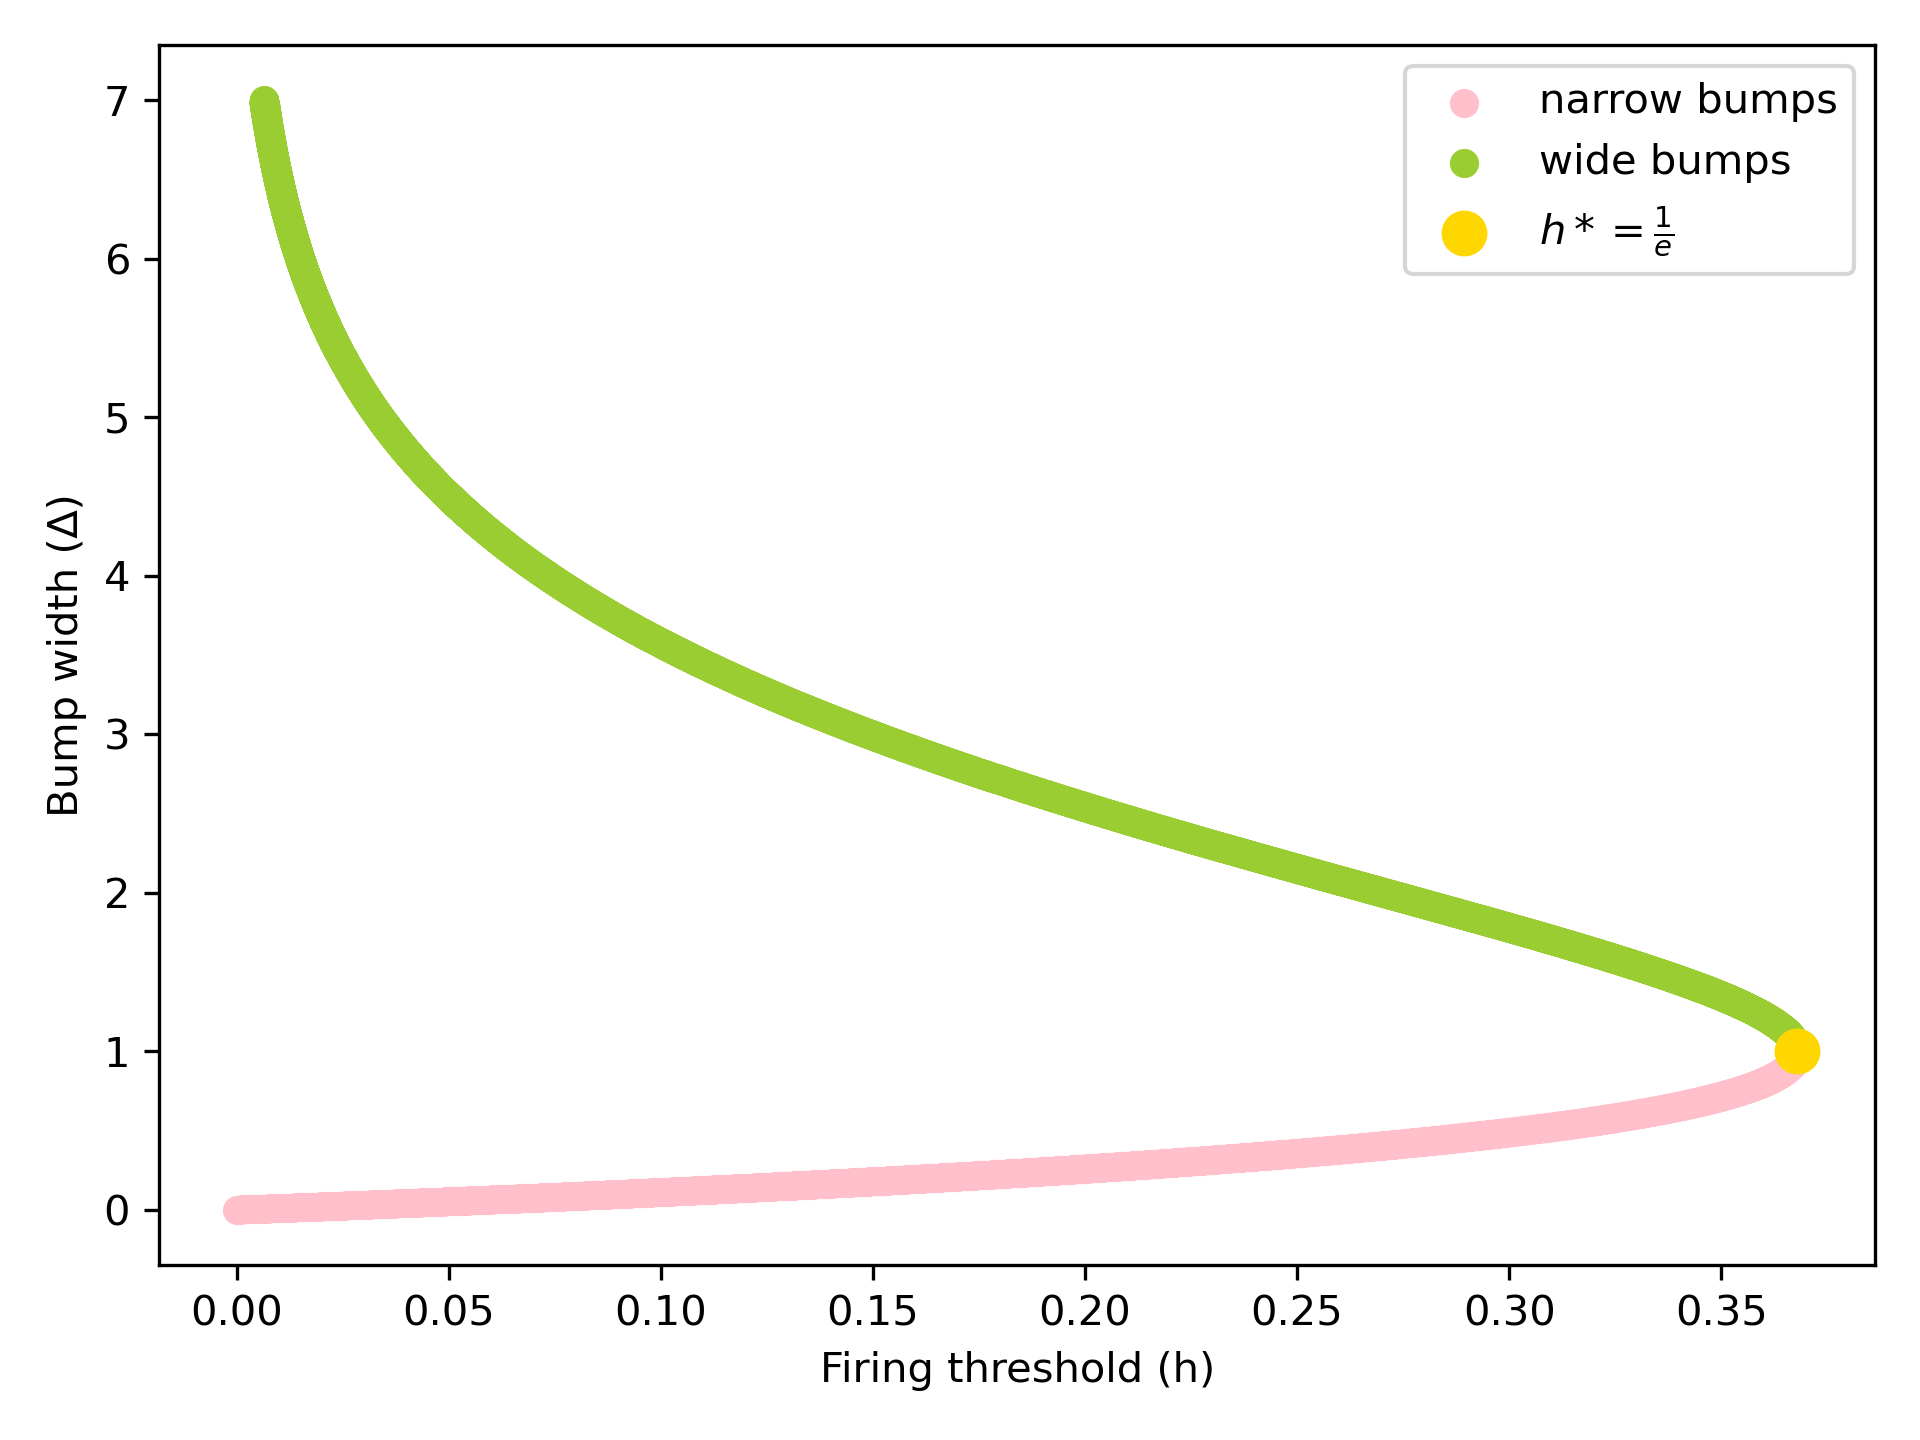 narrow bumps
wide bumps
h* = 1/e
7
6
5
4
3
2
1
0
Bump width (Δ)
0.00 0.05 0.10 0.15 0.20 0.25 0.30 0.35
Firing threshold (h)